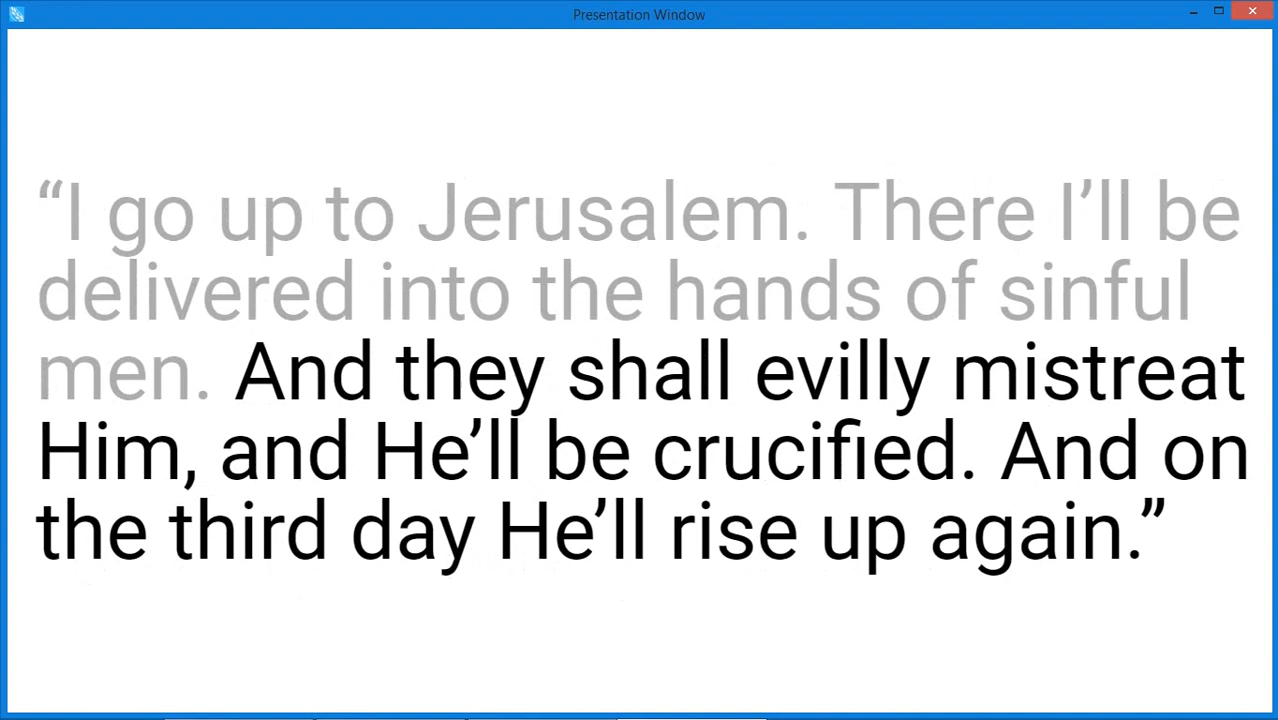 Presentation Window
“I go up to Jerusalem. There I’ll be
delivered into the hands of sinful
men. And they shall evilly mistreat
Him, and He’ll be crucified. And on
the third day He’ll rise up again.”